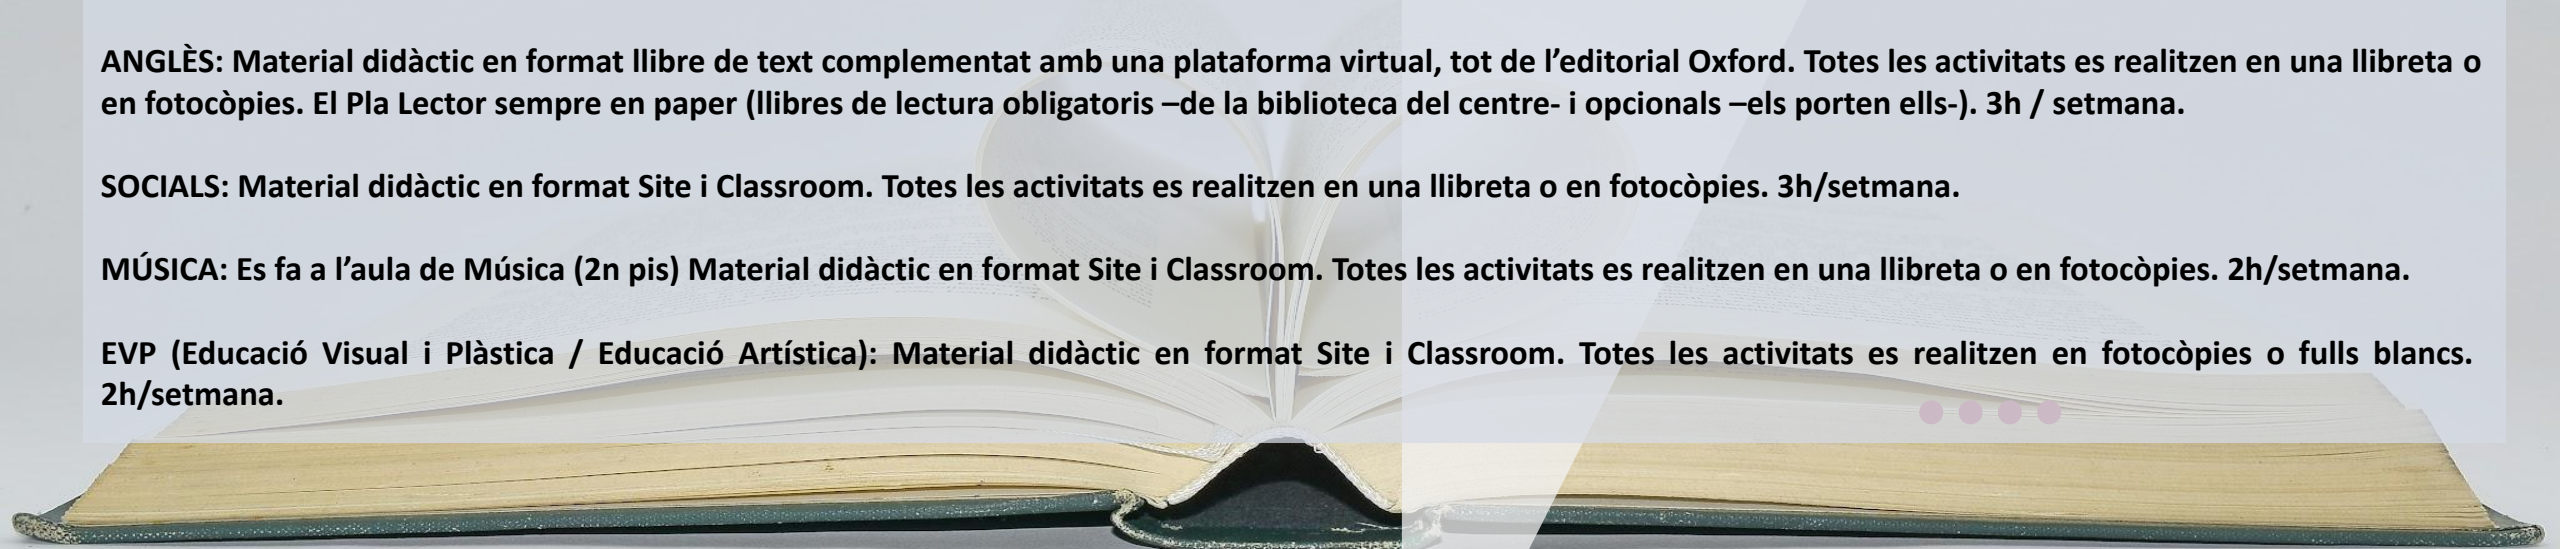 ANGLÈS: Material didàctic en format llibre de text complementat amb una plataforma virtual, tot de l’editorial Oxford. Totes les activitats es realitzen en una llibreta o
en fotocòpies. El Pla Lector sempre en paper (llibres de lectura obligatoris –de la biblioteca del centre- i opcionals –els porten ells-). 3h / setmana.
SOCIALS: Material didàctic en format Site i Classroom. Totes les activitats es realitzen en una llibreta o en fotocòpies. 3h/setmana.
MÚSICA: Es fa a l’aula de Música (2n pis) Material didàctic en format Site i Classroom. Totes les activitats es realitzen en una llibreta o en fotocòpies. 2h/setmana.
EVP (Educació Visual i Plàstica / Educació Artística): Material didàctic en format Site i Classroom. Totes les activitats es realitzen en fotocòpies o fulls blancs.
2h/setmana.